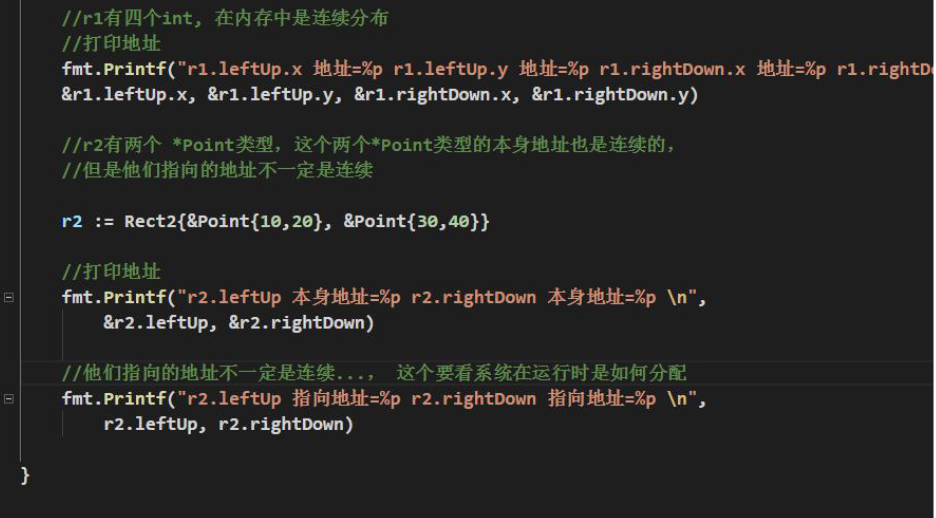 //r1有四个int, 在内存中是连续分布
//打印地址
fmt.Printf("r1.leftUp.x 地址=%p r1.leftUp.y 地址=%p r1.rightDown.x 地址=%p r1.rightD
&r1.leftUp.x, &r1.leftUp.y, &r1.rightDown.x, &r1.rightDown.y)
//r2有两个 *Point类型，这个两个*Point类型的本身地址也是连续的，
//但是他们指向的地址不一定是连续
r2 := Rect2{&Point{10,20}, &Point{30,40}}
//打印地址
fmt.Printf("r2.leftUp 本身地址=%p r2.rightDown 本身地址=%p \n",
&r2.leftUp, &r2.rightDown)
//他们指向的地址不一定是连续...， 这个要看系统在运行时是如何分配
fmt.Printf("r2.leftUp 指向地址=%p r2.rightDown 指向地址=%p \n",
r2.leftUp, r2.rightDown)
}